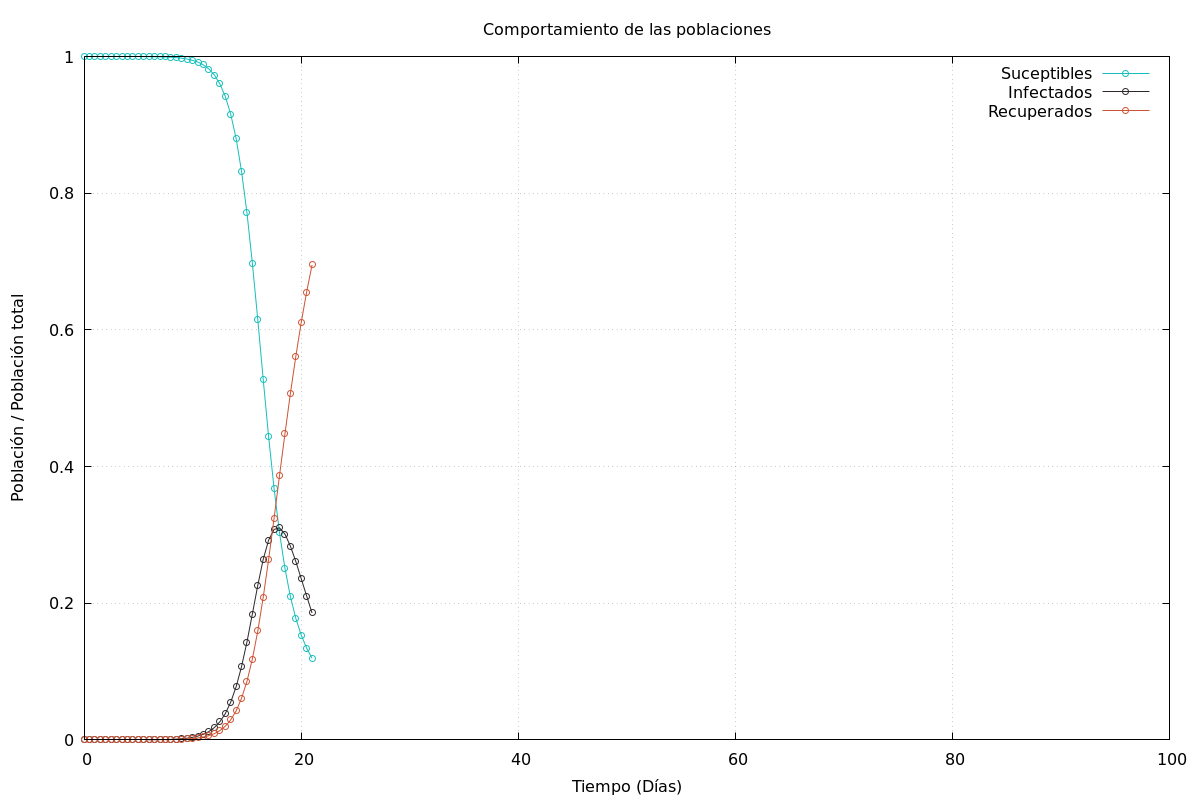 Comportamiento de las poblaciones
Suceptibles
Infectados
Recuperados
1
0.8
0.6
0.4
0.2
0
Población / Población total
0 20 40 60 80 100
Tiempo (Días)